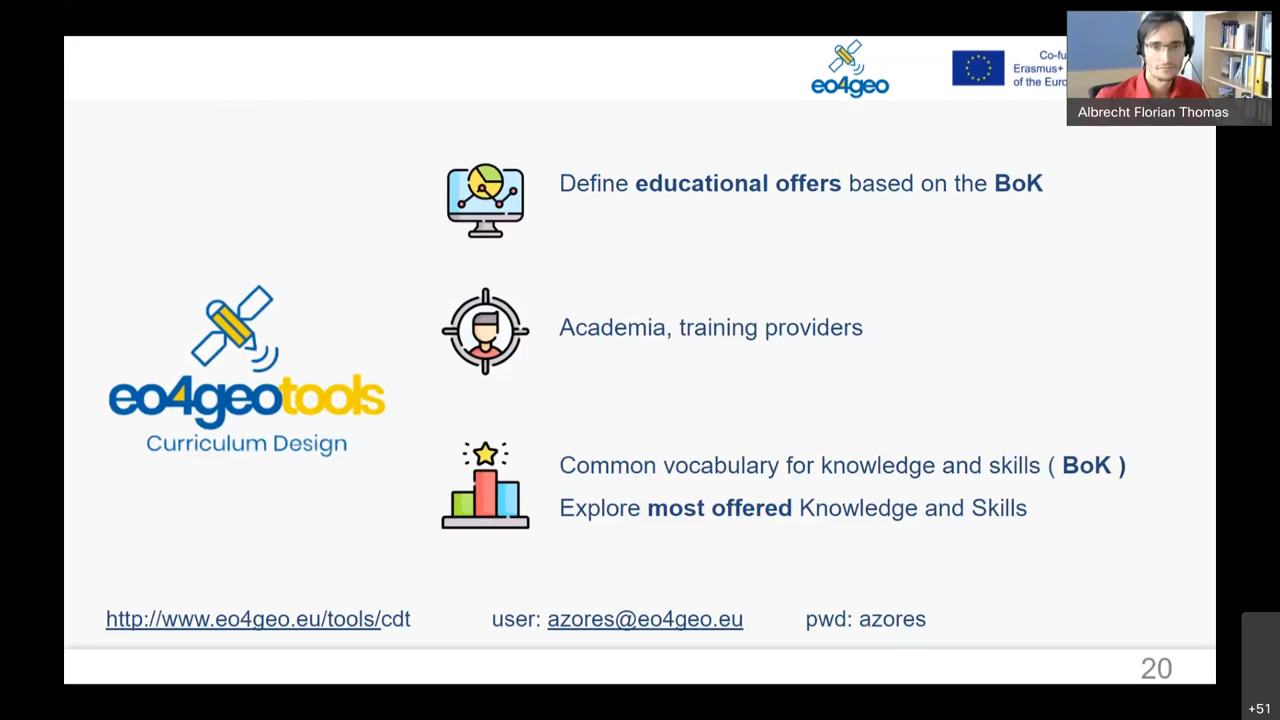 eo4geo
Co-fu
Erasmus+
of the Euro
Albrecht Florian Thomas
Define educational offers based on the BoK
Academia, training providers
eo4geotools
Curriculum Design
Common vocabulary for knowledge and skills ( BoK )
Explore most offered Knowledge and Skills
http://www.eo4geo.eu/tools/cdt user: azores@eo4geo.eu pwd: azores
20
+51